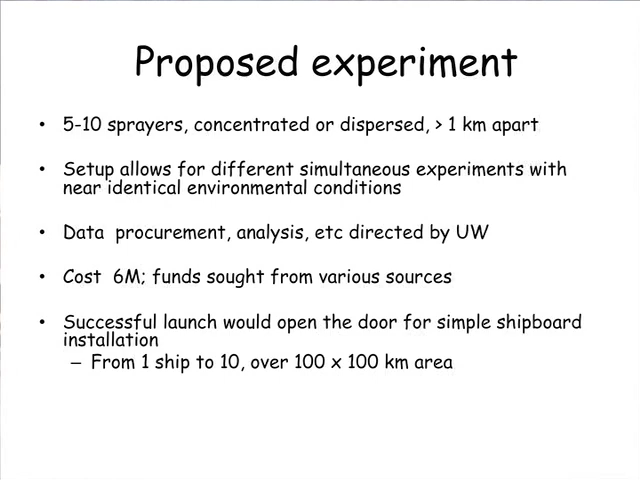 Proposed experiment
• 5-10 sprayers, concentrated or dispersed, > 1 km apart
• Setup allows for different simultaneous experiments with
near identical environmental conditions
• Data procurement, analysis, etc directed by UW
• Cost 6M; funds sought from various sources
• Successful launch would open the door for simple shipboard
installation
– From 1 ship to 10, over 100 x 100 km area